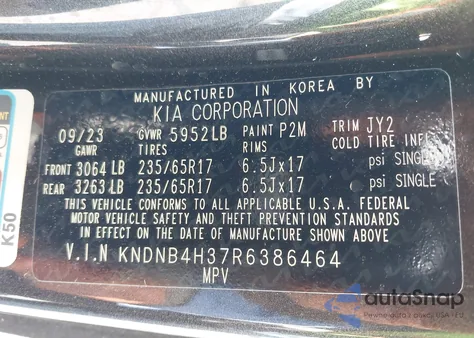 MANUFACTURED IN KOREA BY
KIA CORPORATION
09/23 GVWR 5952LB PAINT P2M TRIM JY2
GAWR TIRES RIMS COLD TIRE INF
FRONT 3064 LB 235/65R17 6.5Jx17 psi SINGL
REAR 3263 LB 235/65R17 6.5Jx17 psi SINGLE
THIS VEHICLE CONFORMS TO ALL APPLICABLE U.S.A. FEDERAL
MOTOR VEHICLE SAFETY AND THEFT PREVENTION STANDARDS
IN EFFECT ON THE DATE OF MANUFACTURE SHOWN ABOVE
V.I.N KNDNB4H37R6386464
MPV
K50
autoSnap